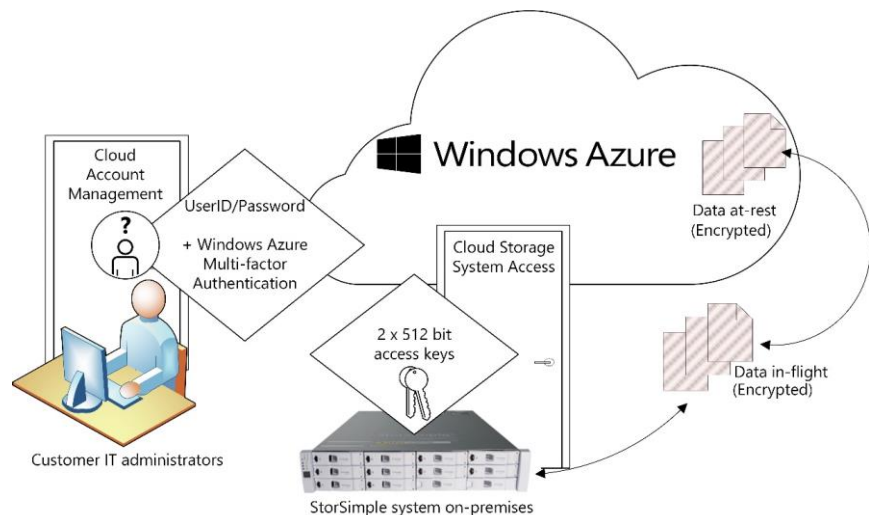 Cloud
Account
Management
?
UserID/Password
+ Windows Azure
Multi-factor
Authentication
Windows Azure
Data at-rest
(Encrypted)
Cloud Storage
System Access
2 x 512 bit
access keys
Data in-flight
(Encrypted)
Customer IT administrators
StorSimple system on-premises